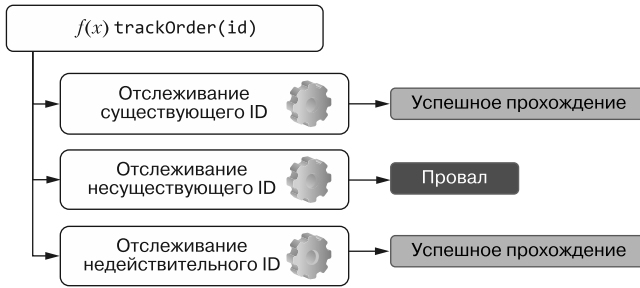 f(x) trackOrder(id)
Отслеживание
существующего ID
Успешное прохождение
Отслеживание
несуществующего ID
Провал
Отслеживание
недействительного ID
Успешное прохождение